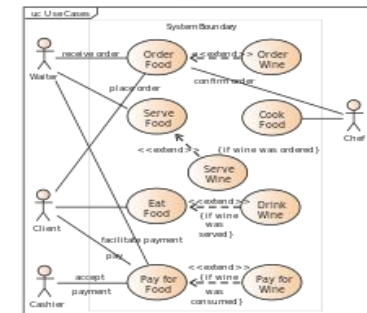 uc UseCases
SystemBoundary
receive order
Order
Food
<<extend>>
Order
Wine
Waiter
confirm order
place order
Serve
Food
Cook
Food
Chef
<<extend>>
{if wine was ordered}
Serve
Wine
Client
Eat
Food
<<extend>>
{if wine
was
served}
Drink
Wine
facilitate payment
pay
Cashier
accept
payment
Pay for
Food
<<extend>>
{if wine
was
consumed}
Pay for
Wine